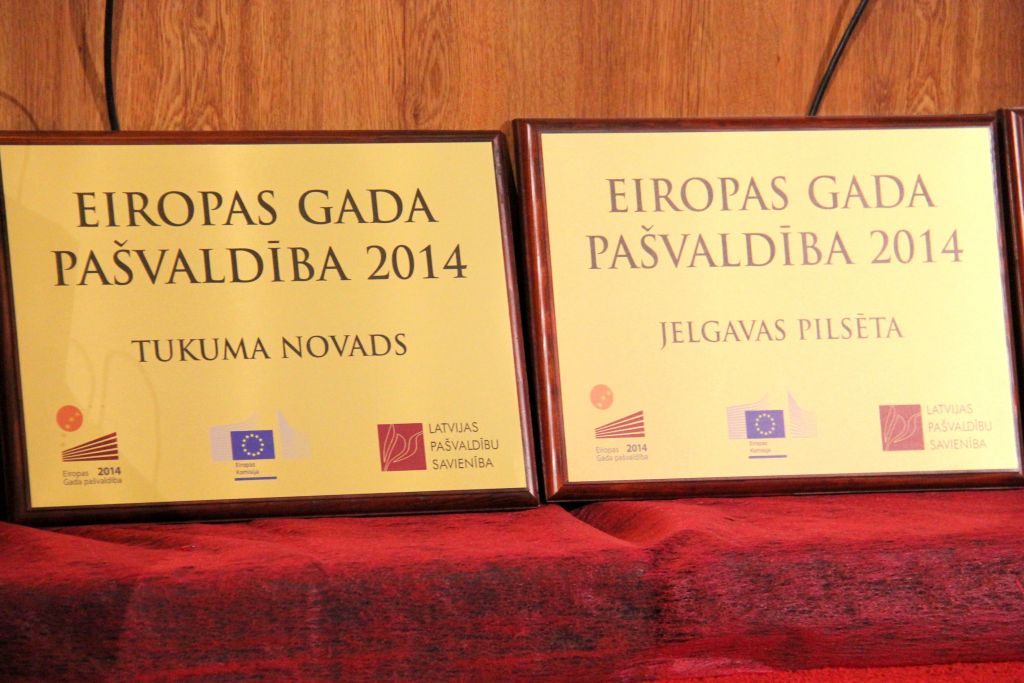 EIROPAS GADA
PAŠVALDĪBA 2014
TUKUMA NOVADS
Eiropas 2014
Gada pašvaldība
Eiropas
Komisija
LATVIJAS
PAŠVALDĪBU
SAVIENĪBA
EIROPAS GADA
PAŠVALDĪBA 2014
JELGAVAS PILSĒTA
Eiropas 2014
Gada pašvaldība
Eiropas
Komisija
LATVIJAS
PAŠVALDĪBU
SAVIENĪBA